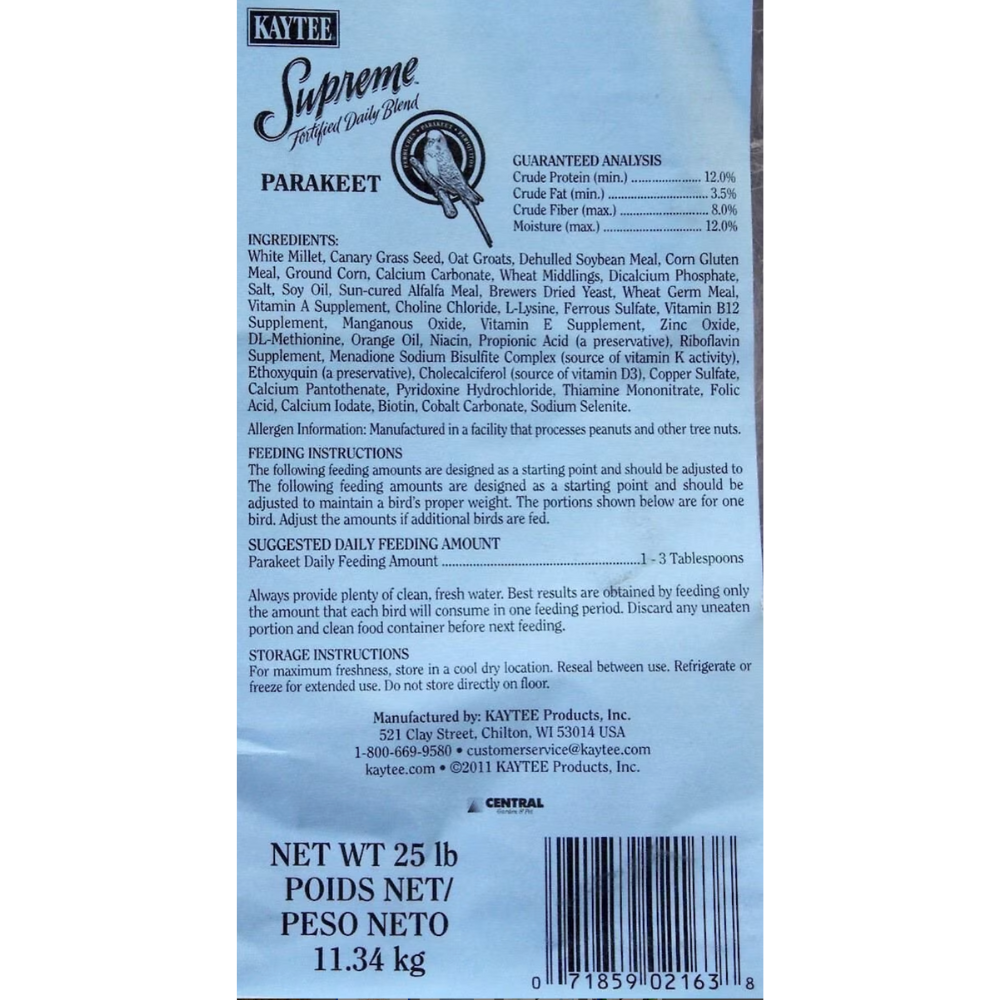 KAYTEE
Supreme™
Fortified Daily Blend
PARAKEET
GUARANTEED ANALYSIS
Crude Protein (min.) .................... 12.0%
Crude Fat (min.) ............................ 3.5%
Crude Fiber (max.) ......................... 8.0%
Moisture (max.) ............................ 12.0%
INGREDIENTS:
White Millet, Canary Grass Seed, Oat Groats, Dehulled Soybean Meal, Corn Gluten
Meal, Ground Corn, Calcium Carbonate, Wheat Middlings, Dicalcium Phosphate,
Salt, Soy Oil, Sun-cured Alfalfa Meal, Brewers Dried Yeast, Wheat Germ Meal,
Vitamin A Supplement, Choline Chloride, L-Lysine, Ferrous Sulfate, Vitamin B12
Supplement, Manganous Oxide, Vitamin E Supplement, Zinc Oxide,
DL-Methionine, Orange Oil, Niacin, Propionic Acid (a preservative), Riboflavin
Supplement, Menadione Sodium Bisulfite Complex (source of vitamin K activity),
Ethoxyquin (a preservative), Cholecalciferol (source of vitamin D3), Copper Sulfate,
Calcium Pantothenate, Pyridoxine Hydrochloride, Thiamine Mononitrate, Folic
Acid, Calcium Iodate, Biotin, Cobalt Carbonate, Sodium Selenite.
Allergen Information: Manufactured in a facility that processes peanuts and other tree nuts.
FEEDING INSTRUCTIONS
The following feeding amounts are designed as a starting point and should be adjusted to
The following feeding amounts are designed as a starting point and should be
adjusted to maintain a bird's proper weight. The portions shown below are for one
bird. Adjust the amounts if additional birds are fed.
SUGGESTED DAILY FEEDING AMOUNT
Parakeet Daily Feeding Amount ........................................................1 - 3 Tablespoons
Always provide plenty of clean, fresh water. Best results are obtained by feeding only
the amount that each bird will consume in one feeding period. Discard any uneaten
portion and clean food container before next feeding.
STORAGE INSTRUCTIONS
For maximum freshness, store in a cool dry location. Reseal between use. Refrigerate or
freeze for extended use. Do not store directly on floor.
Manufactured by: KAYTEE Products, Inc.
521 Clay Street, Chilton, WI 53014 USA
1-800-669-9580 • customerservice@kaytee.com
kaytee.com • ©2011 KAYTEE Products, Inc.
CENTRAL
Garden & Pet
NET WT 25 lb
POIDS NET/
PESO NETO
11.34 kg
0 71859 02163 8